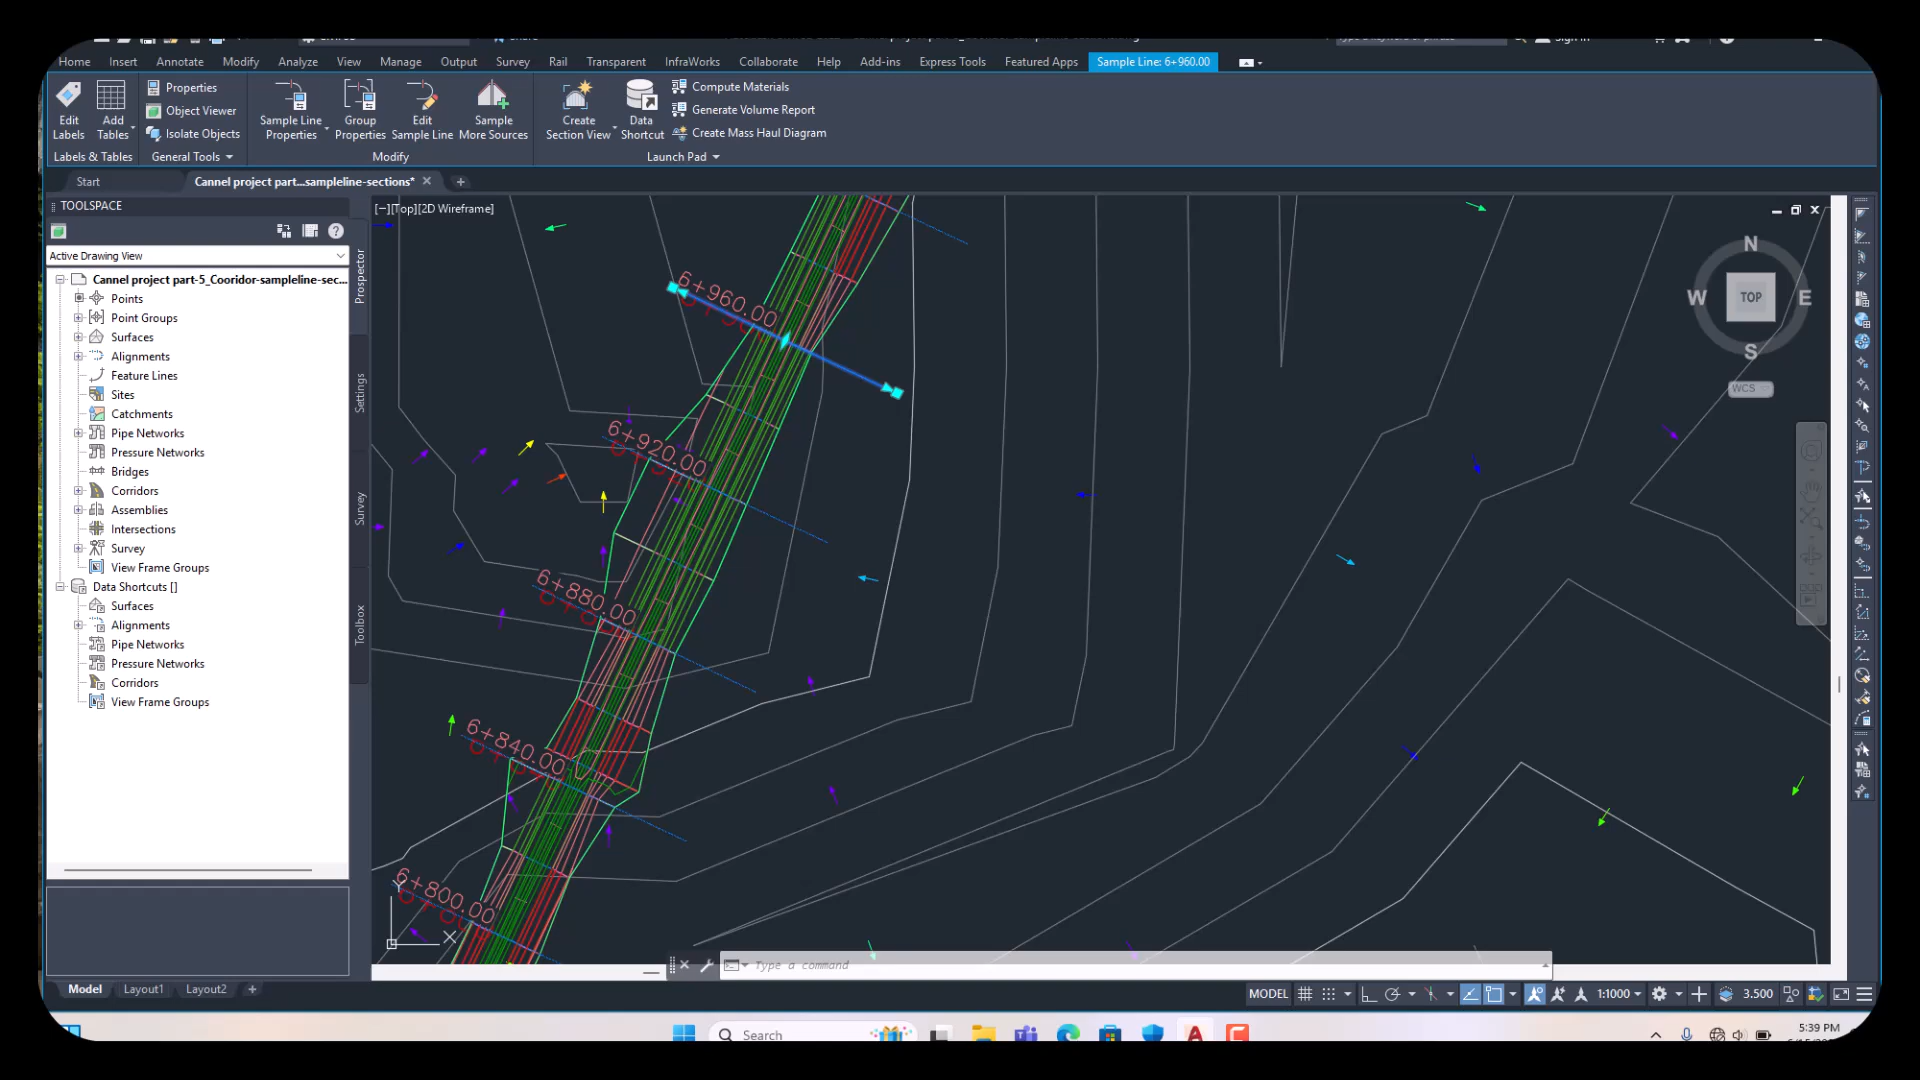 Home Insert Annotate Modify Analyze View Manage Output Survey Rail Transparent InfraWorks Collaborate Help Add-ins Express Tools Featured Apps Sample Line: 6+960.00
Edit Labels
Add Tables
Properties
Object Viewer
Isolate Objects
Sample Line Properties
Group Properties
Edit Sample Line
Sample More Sources
Create Section View
Data Shortcut
Compute Materials
Generate Volume Report
Create Mass Haul Diagram
Labels & Tables General Tools Modify Launch Pad
Start Cannel project part...sampleline-sections*
TOOLSPACE
Active Drawing View
Cannel project part-5_Cooridor-sampleline-sec...
Points
Point Groups
Surfaces
Alignments
Feature Lines
Sites
Catchments
Pipe Networks
Pressure Networks
Bridges
Corridors
Assemblies
Intersections
Survey
View Frame Groups
Data Shortcuts []
Surfaces
Alignments
Pipe Networks
Pressure Networks
Corridors
View Frame Groups
Prospector
Settings
Survey
Toolbox
[−][Top][2D Wireframe]
6+960.00
6+920.00
6+880.00
6+840.00
6+800.00
Y
X
N
W TOP E
S
WCS
Type a command
Model Layout1 Layout2
MODEL 1:1000 3.500
Search
5:39 PM